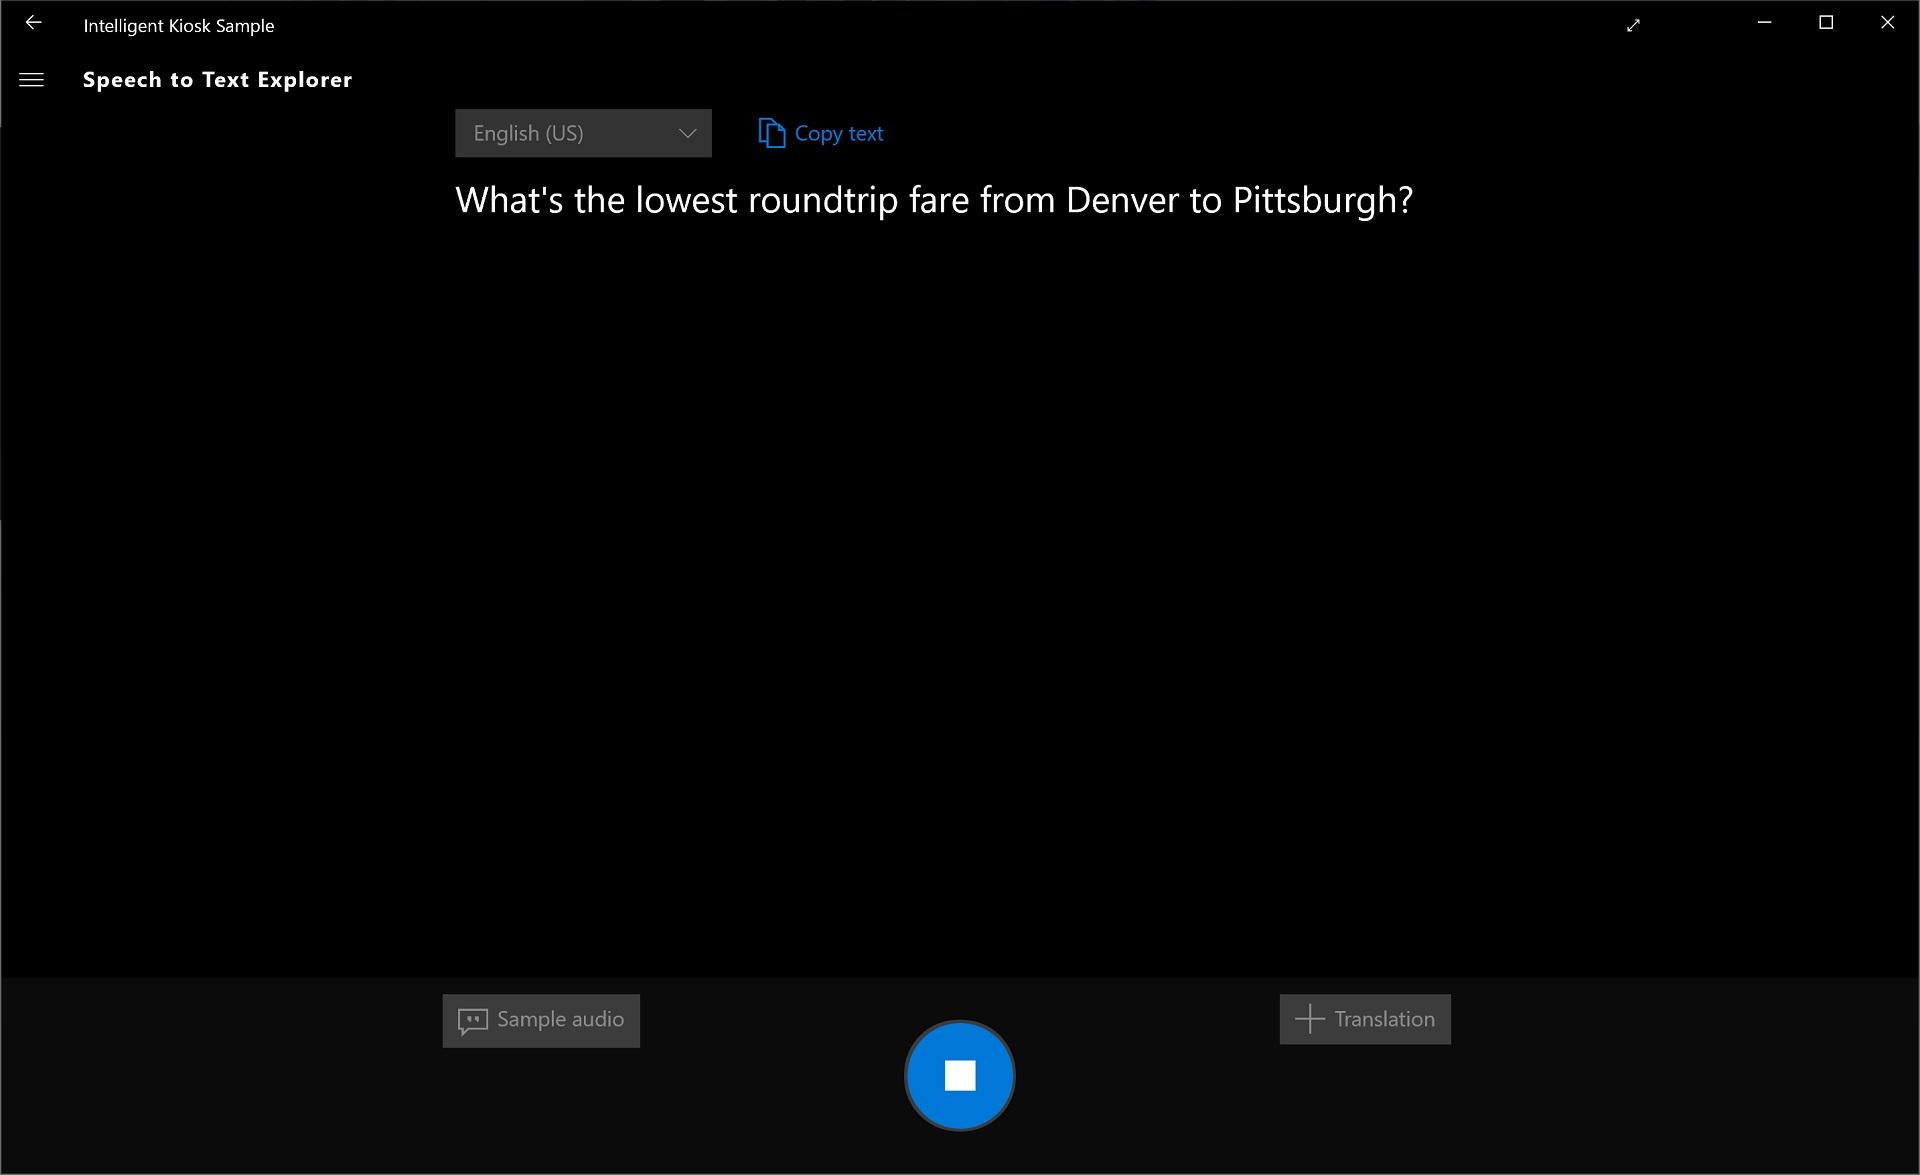 Intelligent Kiosk Sample
Speech to Text Explorer
English (US)
Copy text
What's the lowest roundtrip fare from Denver to Pittsburgh?
Sample audio
Translation